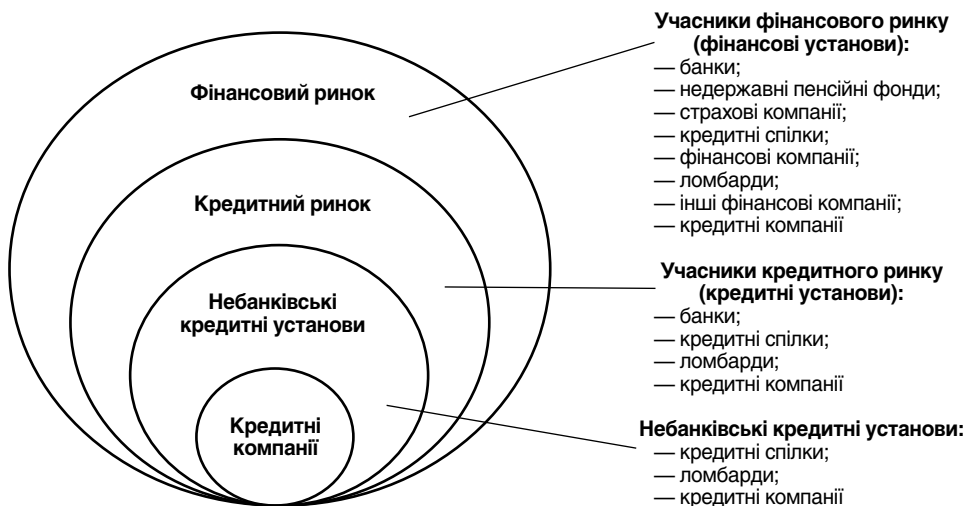 Фінансовий ринок
Кредитний ринок
Небанківські
кредитні установи
Кредитні
компанії
Учасники фінансового ринку
(фінансові установи):
— банки;
— недержавні пенсійні фонди;
— страхові компанії;
— кредитні спілки;
— фінансові компанії;
— ломбарди;
— інші фінансові компанії;
— кредитні компанії
Учасники кредитного ринку
(кредитні установи):
— банки;
— кредитні спілки;
— ломбарди;
— кредитні компанії
Небанківські кредитні установи:
— кредитні спілки;
— ломбарди;
— кредитні компанії